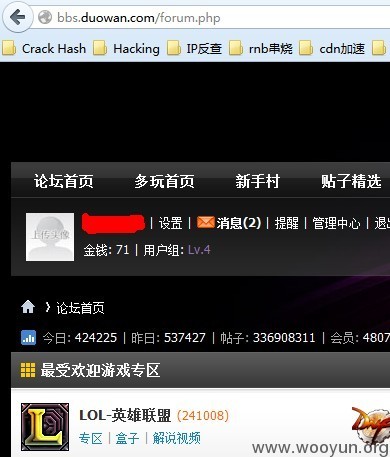 bbs.duowan.com/forum.php
Crack Hash Hacking IP反查 rnb串烧 cdn加速
论坛首页 多玩首页 新手村 贴子精选
| 设置 | 消息(2) | 提醒 | 管理中心 | 退出
上传头像
金钱: 71 | 用户组: Lv.4
论坛首页
今日: 424225 | 昨日: 537427 | 帖子: 336908311 | 会员: 4807
最受欢迎游戏专区
L LOL-英雄联盟 (241008)
专区 | 盒子 | 解说视频
www.wooyun.org